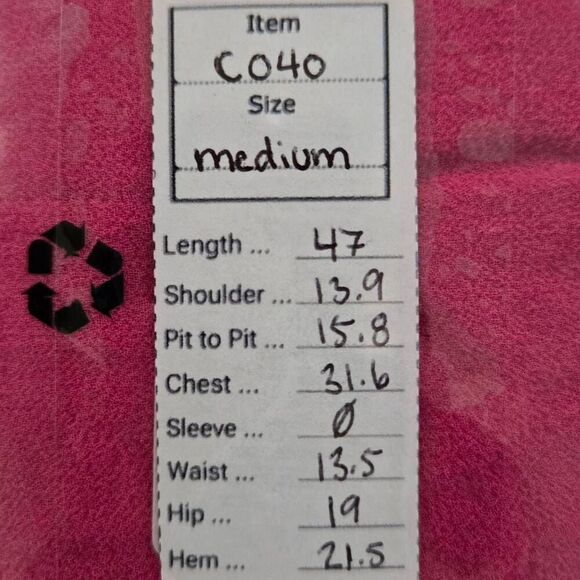 Item
C040
Size
medium
Length ... 47
Shoulder ... 13.9
Pit to Pit ... 15.8
Chest ... 31.6
Sleeve ... 0
Waist ... 13.5
Hip ... 19
Hem ... 21.5